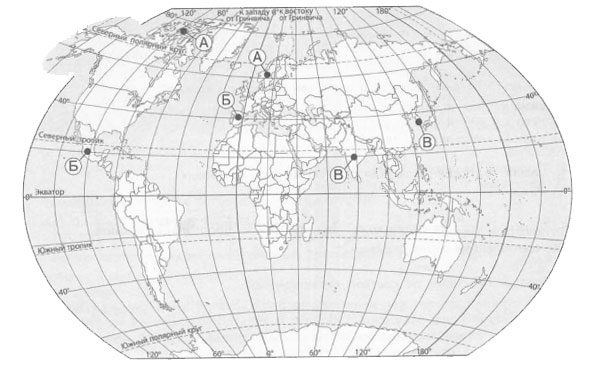 к западу 0° к востоку
от Гринвича от Гринвича
60° 120° 80° 120° 180°
Северный полярный круг
А
А
40°
40°
Б
В
Северный тропик
Б
В
Экватор
0°
0°
Южный тропик
40°
40°
Южный полярный круг
120° 60° 0° 60° 120° 180°